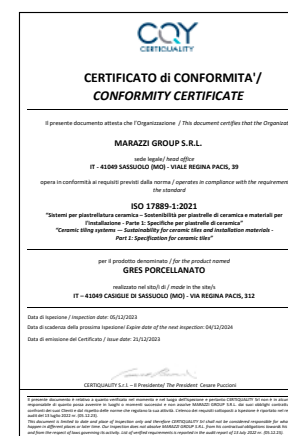 CQY
CERTIQUALITY
CERTIFICATO di CONFORMITA'/
CONFORMITY CERTIFICATE
Il presente documento attesta che l'Organizzazione / This document certifies that the Organizat
MARAZZI GROUP S.R.L.
sede legale/ head office
IT - 41049 SASSUOLO (MO) - VIALE REGINA PACIS, 39
opera in conformità ai requisiti previsti dalla norma / operates in compliance with the requiremen
the standard
ISO 17889-1:2021
"Sistemi per piastrellatura ceramica – Sostenibilità per piastrelle di ceramica e materiali per
l'installazione - Parte 1: Specifiche per piastrelle di ceramica"
"Ceramic tiling systems — Sustainability for ceramic tiles and installation materials -
Part 1: Specification for ceramic tiles"
per il prodotto denominato / for the product named
GRES PORCELLANATO
realizzato nel sito/i di / made in the site/s
IT – 41049 CASIGLIE DI SASSUOLO (MO) - VIA REGINA PACIS, 312
Data di Ispezione / Inspection date: 05/12/2023
Data di scadenza della prossima Ispezione/ Expire date of the next inspection: 04/12/2024
Data di emissione del Certificato / Issue date: 21/12/2023
CERTIQUALITY S.r.l. – Il Presidente/ The President Cesare Puccioni